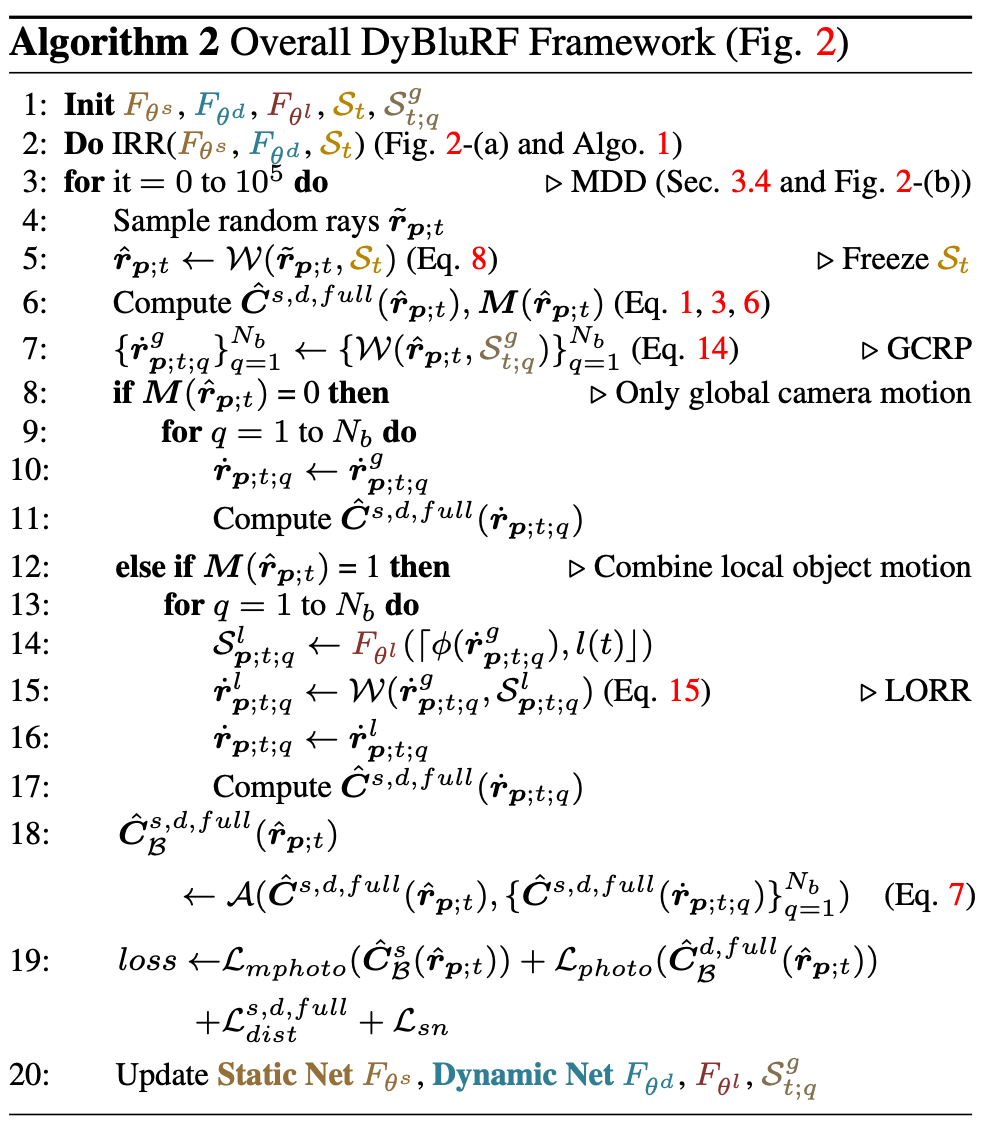 Algorithm 2 Overall DyBluRF Framework (Fig. 2)
1: Init $F_{\theta^s}$, $F_{\theta^d}$, $F_{\theta^l}$, $\mathcal{S}_t$, $\mathcal{S}^g_{t;q}$
2: Do IRR($F_{\theta^s}$, $F_{\theta^d}$, $\mathcal{S}_t$) (Fig. 2-(a) and Algo. 1)
3: for it = 0 to $10^5$ do ▷ MDD (Sec. 3.4 and Fig. 2-(b))
4: Sample random rays $\tilde{\boldsymbol{r}}_{\boldsymbol{p};t}$
5: $\hat{\boldsymbol{r}}_{\boldsymbol{p};t} \leftarrow \mathcal{W}(\tilde{\boldsymbol{r}}_{\boldsymbol{p};t}, \mathcal{S}_t)$ (Eq. 8) ▷ Freeze $\mathcal{S}_t$
6: Compute $\hat{\boldsymbol{C}}^{s,d,full}(\hat{\boldsymbol{r}}_{\boldsymbol{p};t}), \boldsymbol{M}(\hat{\boldsymbol{r}}_{\boldsymbol{p};t})$ (Eq. 1, 3, 6)
7: $\{\dot{\boldsymbol{r}}^g_{\boldsymbol{p};t;q}\}_{q=1}^{N_b} \leftarrow \{\mathcal{W}(\hat{\boldsymbol{r}}_{\boldsymbol{p};t}, \mathcal{S}^g_{t;q})\}_{q=1}^{N_b}$ (Eq. 14) ▷ GCRP
8: if $\boldsymbol{M}(\hat{\boldsymbol{r}}_{\boldsymbol{p};t})$ = 0 then ▷ Only global camera motion
9: for $q$ = 1 to $N_b$ do
10: $\dot{\boldsymbol{r}}_{\boldsymbol{p};t;q} \leftarrow \dot{\boldsymbol{r}}^g_{\boldsymbol{p};t;q}$
11: Compute $\hat{\boldsymbol{C}}^{s,d,full}(\dot{\boldsymbol{r}}_{\boldsymbol{p};t;q})$
12: else if $\boldsymbol{M}(\hat{\boldsymbol{r}}_{\boldsymbol{p};t})$ = 1 then ▷ Combine local object motion
13: for $q$ = 1 to $N_b$ do
14: $\mathcal{S}^l_{\boldsymbol{p};t;q} \leftarrow F_{\theta^l}(\lceil \phi(\dot{\boldsymbol{r}}^g_{\boldsymbol{p};t;q}), l(t) \rfloor)$
15: $\dot{\boldsymbol{r}}^l_{\boldsymbol{p};t;q} \leftarrow \mathcal{W}(\dot{\boldsymbol{r}}^g_{\boldsymbol{p};t;q}, \mathcal{S}^l_{\boldsymbol{p};t;q})$ (Eq. 15) ▷ LORR
16: $\dot{\boldsymbol{r}}_{\boldsymbol{p};t;q} \leftarrow \dot{\boldsymbol{r}}^l_{\boldsymbol{p};t;q}$
17: Compute $\hat{\boldsymbol{C}}^{s,d,full}(\dot{\boldsymbol{r}}_{\boldsymbol{p};t;q})$
18: $\hat{\boldsymbol{C}}^{s,d,full}_{\mathcal{B}}(\hat{\boldsymbol{r}}_{\boldsymbol{p};t})$
$\leftarrow \mathcal{A}(\hat{\boldsymbol{C}}^{s,d,full}(\hat{\boldsymbol{r}}_{\boldsymbol{p};t}), \{\hat{\boldsymbol{C}}^{s,d,full}(\dot{\boldsymbol{r}}_{\boldsymbol{p};t;q})\}_{q=1}^{N_b})$ (Eq. 7)
19: $loss \leftarrow \mathcal{L}_{mphoto}(\hat{\boldsymbol{C}}^s_{\mathcal{B}}(\hat{\boldsymbol{r}}_{\boldsymbol{p};t})) + \mathcal{L}_{photo}(\hat{\boldsymbol{C}}^{d,full}_{\mathcal{B}}(\hat{\boldsymbol{r}}_{\boldsymbol{p};t}))$
$+ \mathcal{L}^{s,d,full}_{dist} + \mathcal{L}_{sn}$
20: Update Static Net $F_{\theta^s}$, Dynamic Net $F_{\theta^d}$, $F_{\theta^l}$, $\mathcal{S}^g_{t;q}$